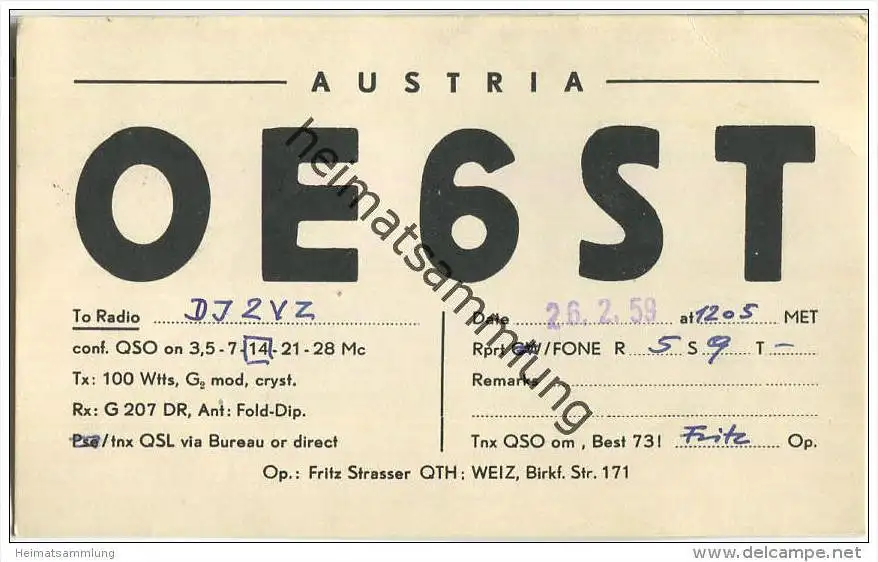 AUSTRIA
OE6ST
To Radio DJ2VZ
conf. QSO on 3,5 - 7 - 14 - 21 - 28 Mc
Tx: 100 Wtts, G₂ mod, cryst.
Rx: G 207 DR, Ant: Fold-Dip.
Pse/tnx QSL via Bureau or direct
Date 26. 2. 59 at 1205 MET
Rprt CW/FONE R 5 S 9 T -
Remarks
Tnx QSO om, Best 73! Fritz Op.
Op.: Fritz Strasser QTH: WEIZ, Birkf. Str. 171
heimatsammlung
Heimatsammlung
www.delcampe.net